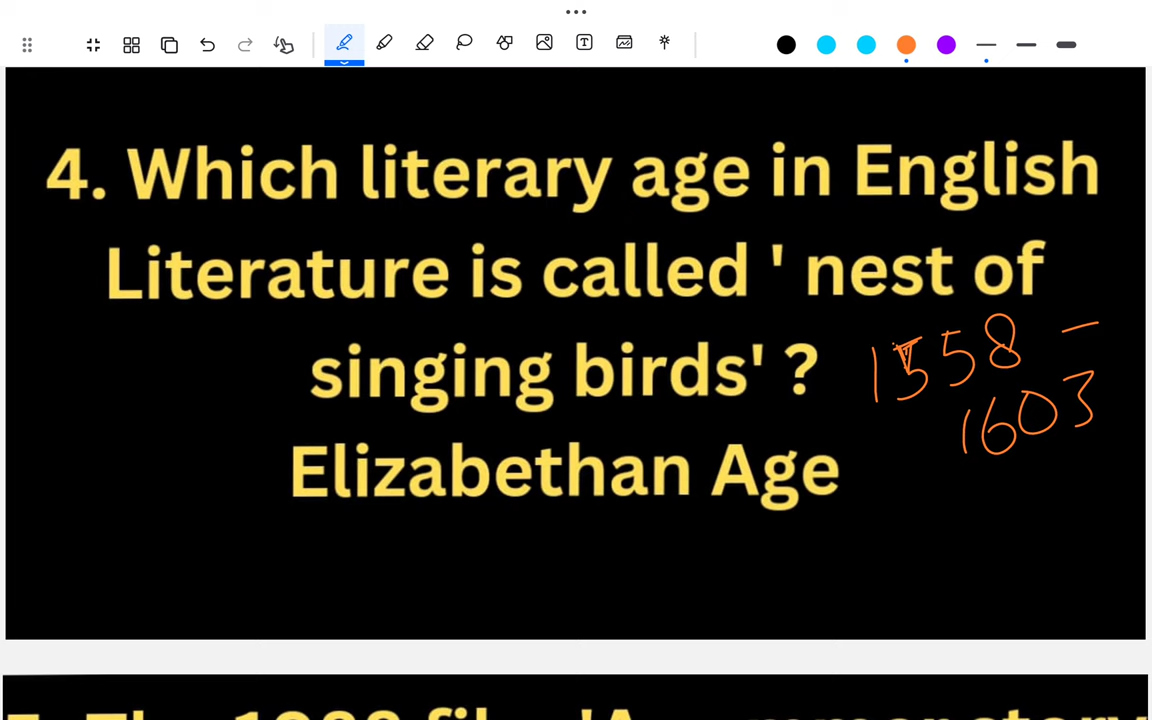 4. Which literary age in English
Literature is called ' nest of
singing birds' ?
1558 -
1603
Elizabethan Age